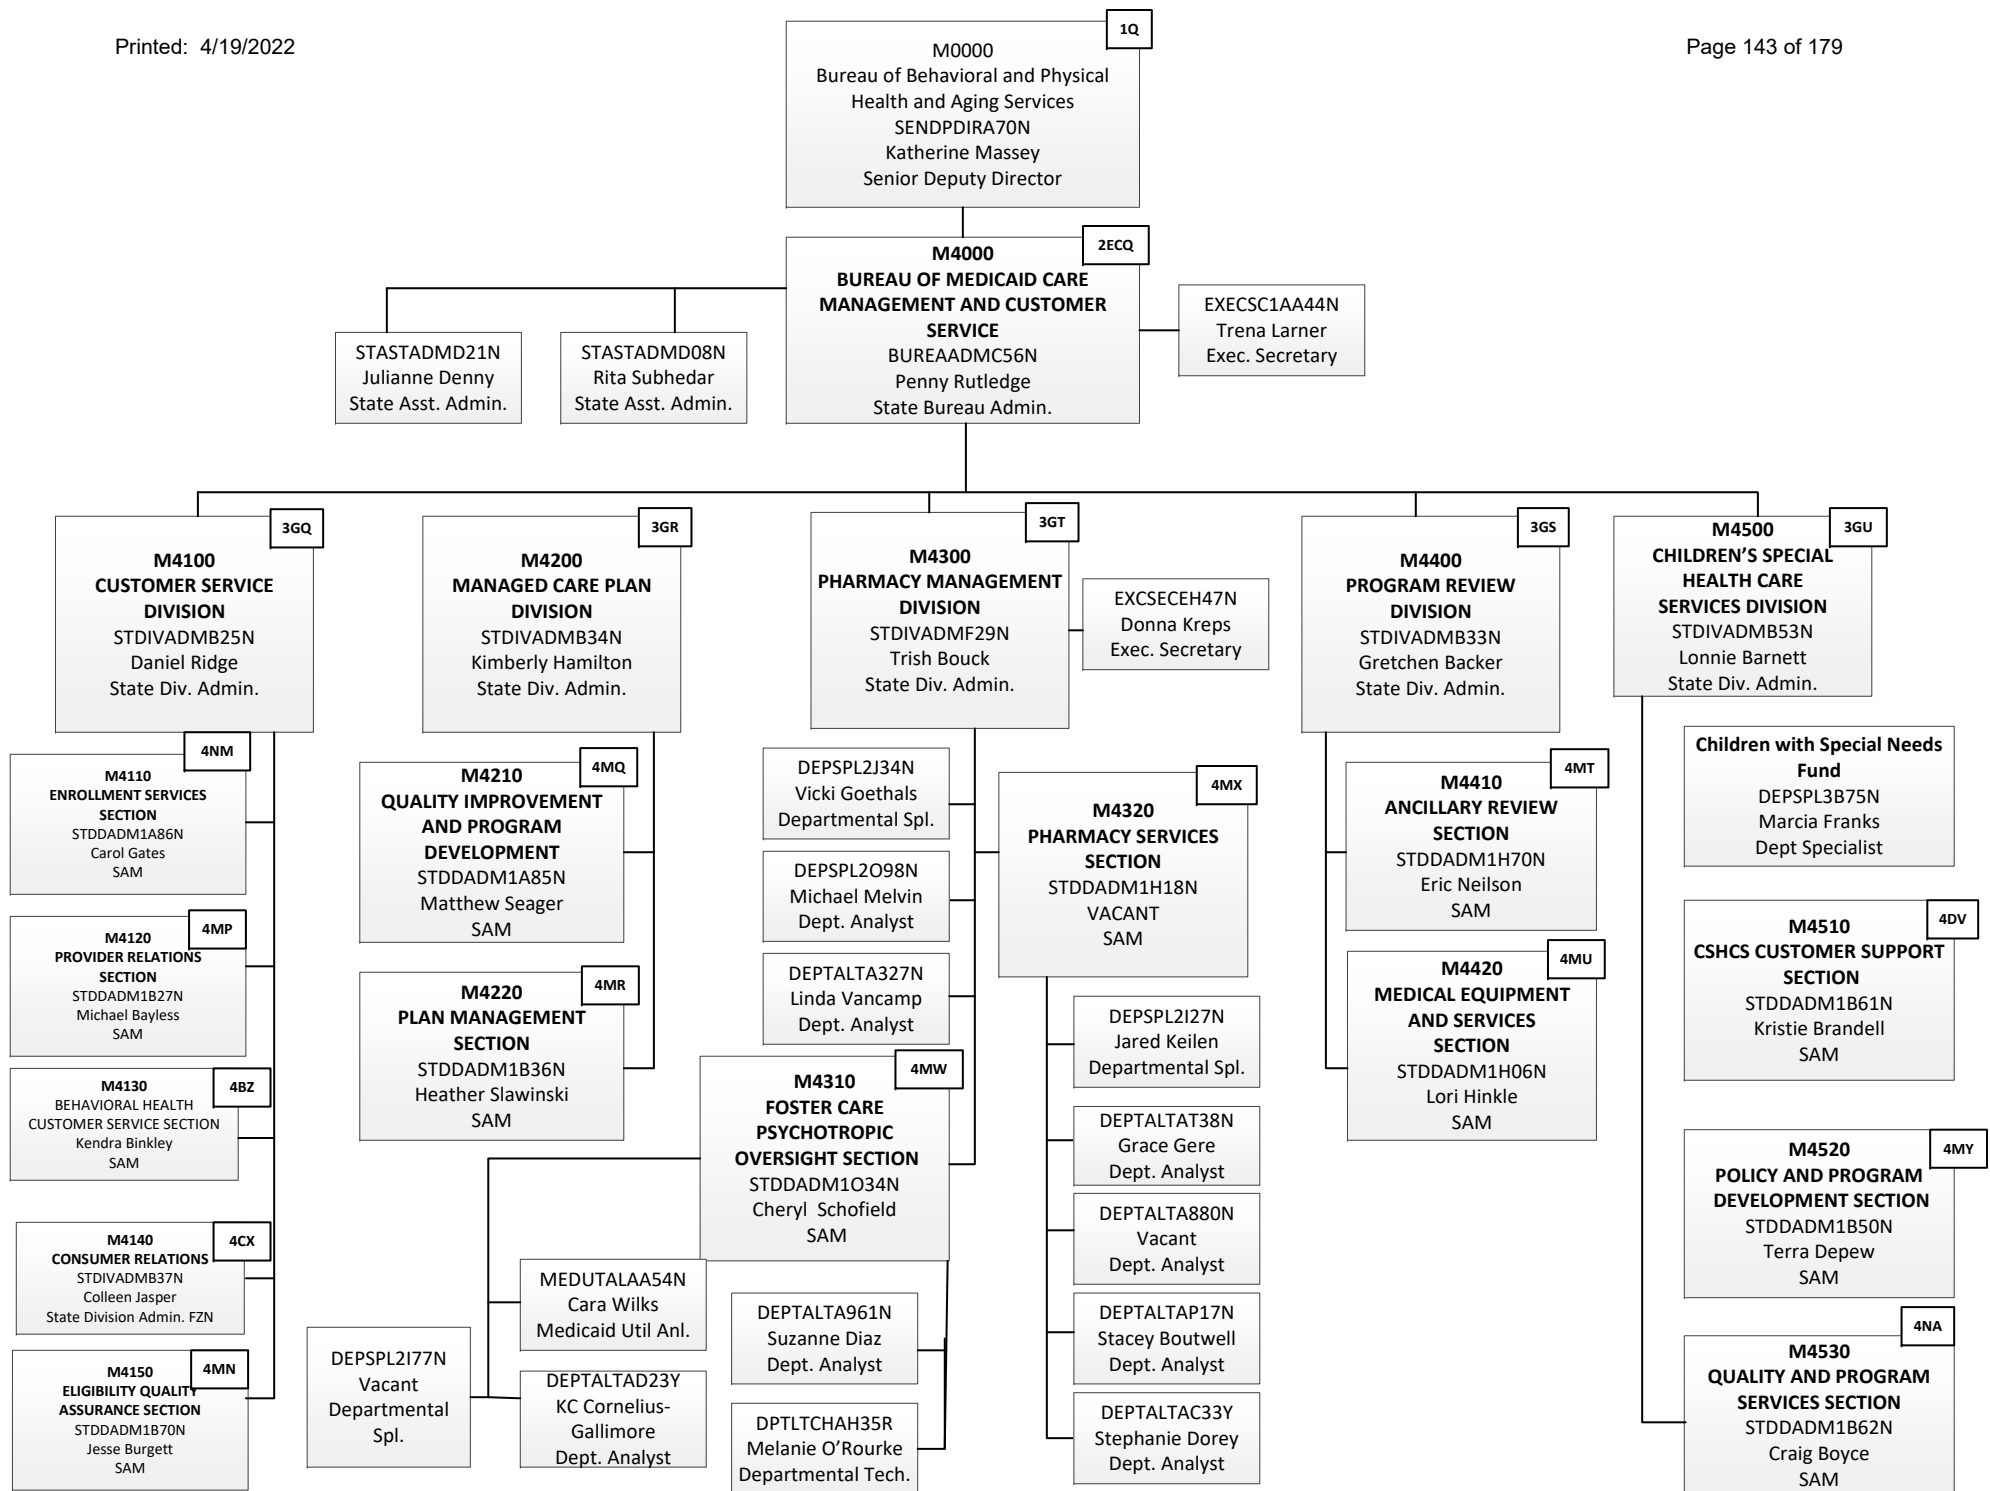 Printed: 4/19/2022
Page 143 of 179
1Q
M0000
Bureau of Behavioral and Physical
Health and Aging Services
SENDPDIRA70N
Katherine Massey
Senior Deputy Director
2ECQ
M4000
BUREAU OF MEDICAID CARE
MANAGEMENT AND CUSTOMER
SERVICE
BUREAADMC56N
Penny Rutledge
State Bureau Admin.
EXECSC1AA44N
Trena Larner
Exec. Secretary
STASTADMD21N
Julianne Denny
State Asst. Admin.
STASTADMD08N
Rita Subhedar
State Asst. Admin.
3GQ
M4100
CUSTOMER SERVICE
DIVISION
STDIVADMB25N
Daniel Ridge
State Div. Admin.
4NM
M4110
ENROLLMENT SERVICES
SECTION
STDDADM1A86N
Carol Gates
SAM
4MP
M4120
PROVIDER RELATIONS
SECTION
STDDADM1B27N
Michael Bayless
SAM
4BZ
M4130
BEHAVIORAL HEALTH
CUSTOMER SERVICE SECTION
Kendra Binkley
SAM
4CX
M4140
CONSUMER RELATIONS
STDIVADMB37N
Colleen Jasper
State Division Admin. FZN
4MN
M4150
ELIGIBILITY QUALITY
ASSURANCE SECTION
STDDADM1B70N
Jesse Burgett
SAM
3GR
M4200
MANAGED CARE PLAN
DIVISION
STDIVADMB34N
Kimberly Hamilton
State Div. Admin.
4MQ
M4210
QUALITY IMPROVEMENT
AND PROGRAM
DEVELOPMENT
STDDADM1A85N
Matthew Seager
SAM
4MR
M4220
PLAN MANAGEMENT
SECTION
STDDADM1B36N
Heather Slawinski
SAM
3GT
M4300
PHARMACY MANAGEMENT
DIVISION
STDIVADMF29N
Trish Bouck
State Div. Admin.
EXCSECEH47N
Donna Kreps
Exec. Secretary
DEPSPL2J34N
Vicki Goethals
Departmental Spl.
DEPSPL2O98N
Michael Melvin
Dept. Analyst
DEPTALTA327N
Linda Vancamp
Dept. Analyst
4MW
M4310
FOSTER CARE
PSYCHOTROPIC
OVERSIGHT SECTION
STDDADM1O34N
Cheryl  Schofield
SAM
MEDUTALAA54N
Cara Wilks
Medicaid Util Anl.
DEPSPL2I77N
Vacant
Departmental
Spl.
DEPTALTAD23Y
KC Cornelius-
Gallimore
Dept. Analyst
DEPTALTA961N
Suzanne Diaz
Dept. Analyst
DPTLTCHAH35R
Melanie O’Rourke
Departmental Tech.
4MX
M4320
PHARMACY SERVICES
SECTION
STDDADM1H18N
VACANT
SAM
DEPSPL2I27N
Jared Keilen
Departmental Spl.
DEPTALTAT38N
Grace Gere
Dept. Analyst
DEPTALTA880N
Vacant
Dept. Analyst
DEPTALTAP17N
Stacey Boutwell
Dept. Analyst
DEPTALTAC33Y
Stephanie Dorey
Dept. Analyst
3GS
M4400
PROGRAM REVIEW
DIVISION
STDIVADMB33N
Gretchen Backer
State Div. Admin.
4MT
M4410
ANCILLARY REVIEW
SECTION
STDDADM1H70N
Eric Neilson
SAM
4MU
M4420
MEDICAL EQUIPMENT
AND SERVICES
SECTION
STDDADM1H06N
Lori Hinkle
SAM
3GU
M4500
CHILDREN’S SPECIAL
HEALTH CARE
SERVICES DIVISION
STDIVADMB53N
Lonnie Barnett
State Div. Admin.
Children with Special Needs
Fund
DEPSPL3B75N
Marcia Franks
Dept Specialist
4DV
M4510
CSHCS CUSTOMER SUPPORT
SECTION
STDDADM1B61N
Kristie Brandell
SAM
4MY
M4520
POLICY AND PROGRAM
DEVELOPMENT SECTION
STDDADM1B50N
Terra Depew
SAM
4NA
M4530
QUALITY AND PROGRAM
SERVICES SECTION
STDDADM1B62N
Craig Boyce
SAM